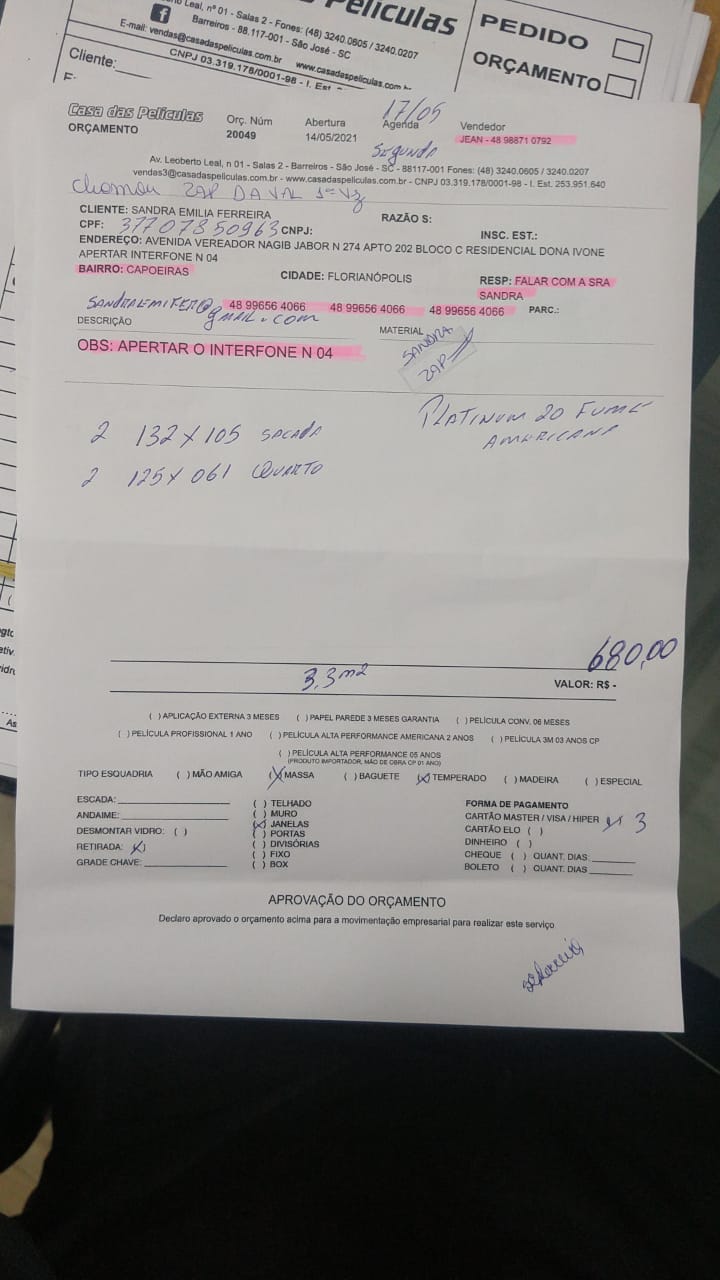 Leal, nº 01 - Salas 2 - Fones: (48) 3240.0605 / 3240.0207
Películas
Barreiros - 88.117-001 - São José - SC
E-mail: vendas@casadaspeliculas.com.br www.casadaspeliculas.com.br
CNPJ 03.319.178/0001-98 - I. Est.
PEDIDO
ORÇAMENTO
Cliente:
Casa das Películas
ORÇAMENTO
Orç. Núm
20049
Abertura
14/05/2021
Agenda
17/05
SEGUNDA
Vendedor
JEAN - 48 98871 0792
Av. Leoberto Leal, n 01 - Salas 2 - Barreiros - São José - SC - 88117-001 Fones: (48) 3240.0605 / 3240.0207
vendas3@casadaspeliculas.com.br - www.casadaspeliculas.com.br - CNPJ 03.319.178/0001-98 - I. Est. 253.951.640
Chamou ZAP DA VAL 1ª Vz
CLIENTE: SANDRA EMILIA FERREIRA RAZÃO S:
CPF: 37707850963 CNPJ: INSC. EST.:
ENDEREÇO: AVENIDA VEREADOR NAGIB JABOR N 274 APTO 202 BLOCO C RESIDENCIAL DONA IVONE
APERTAR INTERFONE N 04
BAIRRO: CAPOEIRAS CIDADE: FLORIANÓPOLIS RESP: FALAR COM A SRA
SANDRA
48 99656 4066 48 99656 4066 48 99656 4066 PARC.:
@gmail.com
DESCRIÇÃO MATERIAL
OBS: APERTAR O INTERFONE N 04
SANDRA
ZAP
PLATINUM 20 FUME
AMERICANA
2 132X105 SACADA
2 125X061 QUARTO
680,00
3,3m2
VALOR: R$ -
( ) APLICAÇÃO EXTERNA 3 MESES ( ) PAPEL PAREDE 3 MESES GARANTIA ( ) PELÍCULA CONV. 06 MESES
( ) PELÍCULA PROFISSIONAL 1 ANO ( ) PELÍCULA ALTA PERFORMANCE AMERICANA 2 ANOS ( ) PELÍCULA 3M 03 ANOS CP
( ) PELÍCULA ALTA PERFORMANCE 05 ANOS
(PRODUTO IMPORTADOR, MÃO DE OBRA CP 01 ANO)
TIPO ESQUADRIA ( ) MÃO AMIGA (X) MASSA ( ) BAGUETE (X) TEMPERADO ( ) MADEIRA ( ) ESPECIAL
ESCADA:
ANDAIME:
DESMONTAR VIDRO: ( )
RETIRADA: (X)
GRADE CHAVE:
( ) TELHADO
( ) MURO
(X) JANELAS
( ) PORTAS
( ) DIVISÓRIAS
( ) FIXO
( ) BOX
FORMA DE PAGAMENTO
CARTÃO MASTER / VISA / HIPER (X) 3
CARTÃO ELO ( )
DINHEIRO ( )
CHEQUE ( ) QUANT. DIAS:
BOLETO ( ) QUANT. DIAS
APROVAÇÃO DO ORÇAMENTO
Declaro aprovado o orçamento acima para a movimentação empresarial para realizar este serviço